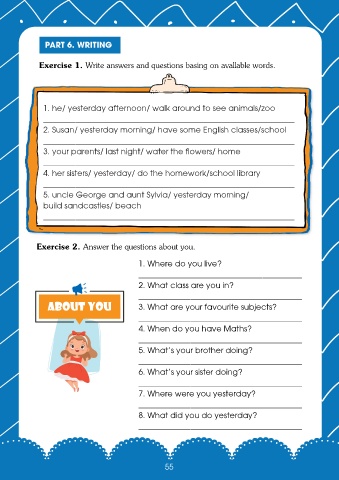 PART 6. WRITING
Exercise 1. Write answers and questions basing on available words.
1. he/ yesterday afternoon/ walk around to see animals/zoo
2. Susan/ yesterday morning/ have some English classes/school
3. your parents/ last night/ water the flowers/ home
4. her sisters/ yesterday/ do the homework/school library
5. uncle George and aunt Sylvia/ yesterday morning/
build sandcastles/ beach
Exercise 2. Answer the questions about you.
1. Where do you live?
2. What class are you in?
ABOUT YOU
3. What are your favourite subjects?
4. When do you have Maths?
5. What's your brother doing?
6. What's your sister doing?
7. Where were you yesterday?
8. What did you do yesterday?
55